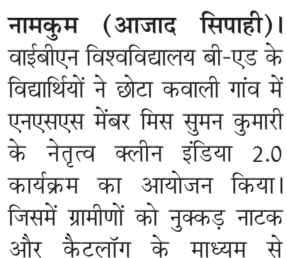 नामकुम (आजाद सिपाही)।
वाईबीएन विश्वविद्यालय बी-एड के
विद्यार्थियों ने छोटा कवाली गांव में
एनएसएस मेंबर मिस सुमन कुमारी
के नेतृत्व क्लीन इंडिया 2.0
कार्यक्रम का आयोजन किया।
जिसमें ग्रामीणों को नुक्कड़ नाटक
और कैटलॉग के माध्यम से